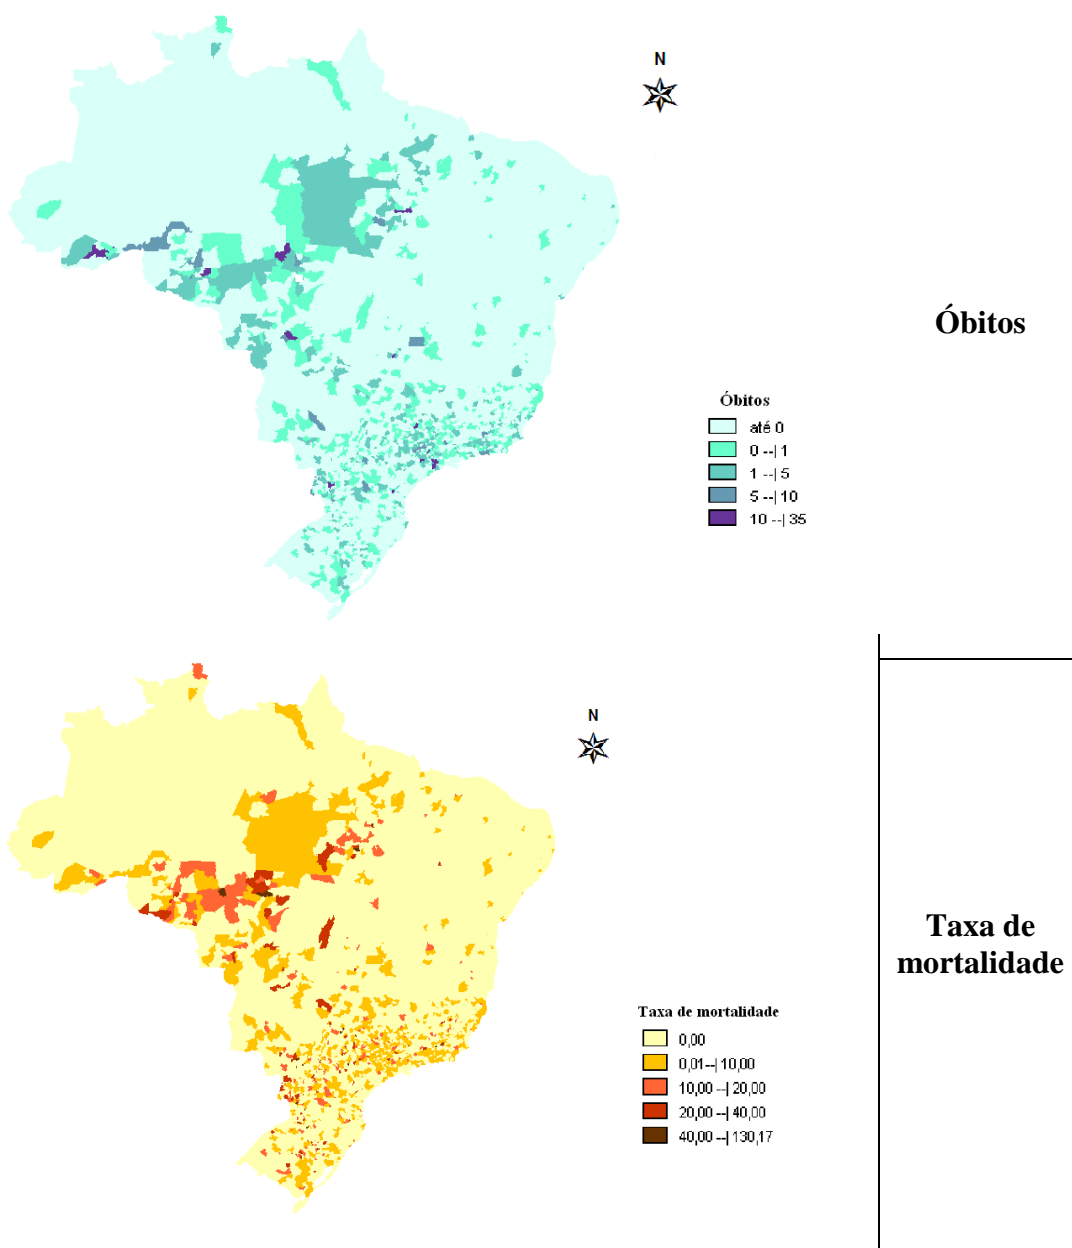 N
Óbitos
Óbitos
até 0
0 --| 1
1 --| 5
5 --| 10
10 --| 35
N
Taxa de
mortalidade
Taxa de mortalidade
0,00
0,01--| 10,00
10,00 --| 20,00
20,00 --| 40,00
40,00 --| 130,17